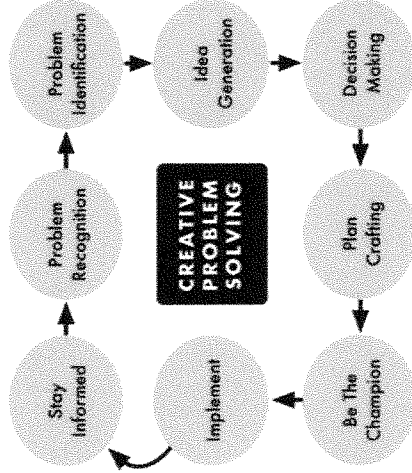 Stay
Informed
Problem
Recognition
Problem
Identification
Implement
CREATIVE
PROBLEM
SOLVING
Idea
Generation
Be The
Champion
Plan
Crafting
Decision
Making